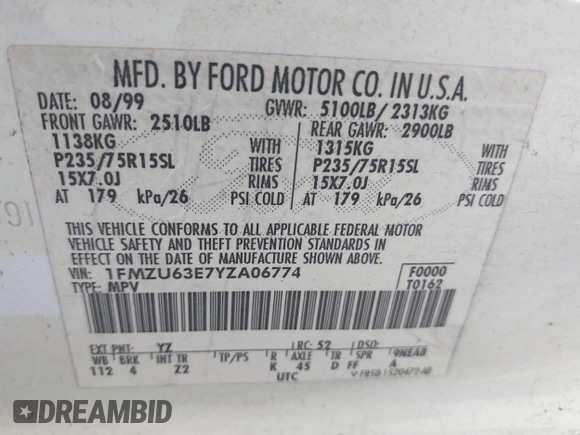 MFD. BY FORD MOTOR CO. IN U.S.A.
DATE: 08/99 GVWR: 5100LB/ 2313KG
FRONT GAWR: 2510LB REAR GAWR: 2900LB
1138KG WITH 1315KG WITH
P235/75R15SL TIRES P235/75R15SL TIRES
15X7.0J RIMS 15X7.0J RIMS
AT 179 kPa/26 PSI COLD AT 179 kPa/26 PSI COLD
THIS VEHICLE CONFORMS TO ALL APPLICABLE FEDERAL MOTOR
VEHICLE SAFETY AND THEFT PREVENTION STANDARDS IN
EFFECT ON THE DATE OF MANUFACTURE SHOWN ABOVE.
VIN: 1FMZU63E7YZA06774 F0000
TYPE: MPV T0162
EXT PNT: YZ RC: 52 DSO:
WB BRK INT TR TP/PS R AXLE TR SPR 9NEAB
112 4 Z2 K 45 D FF A
UTC
DREAMBID